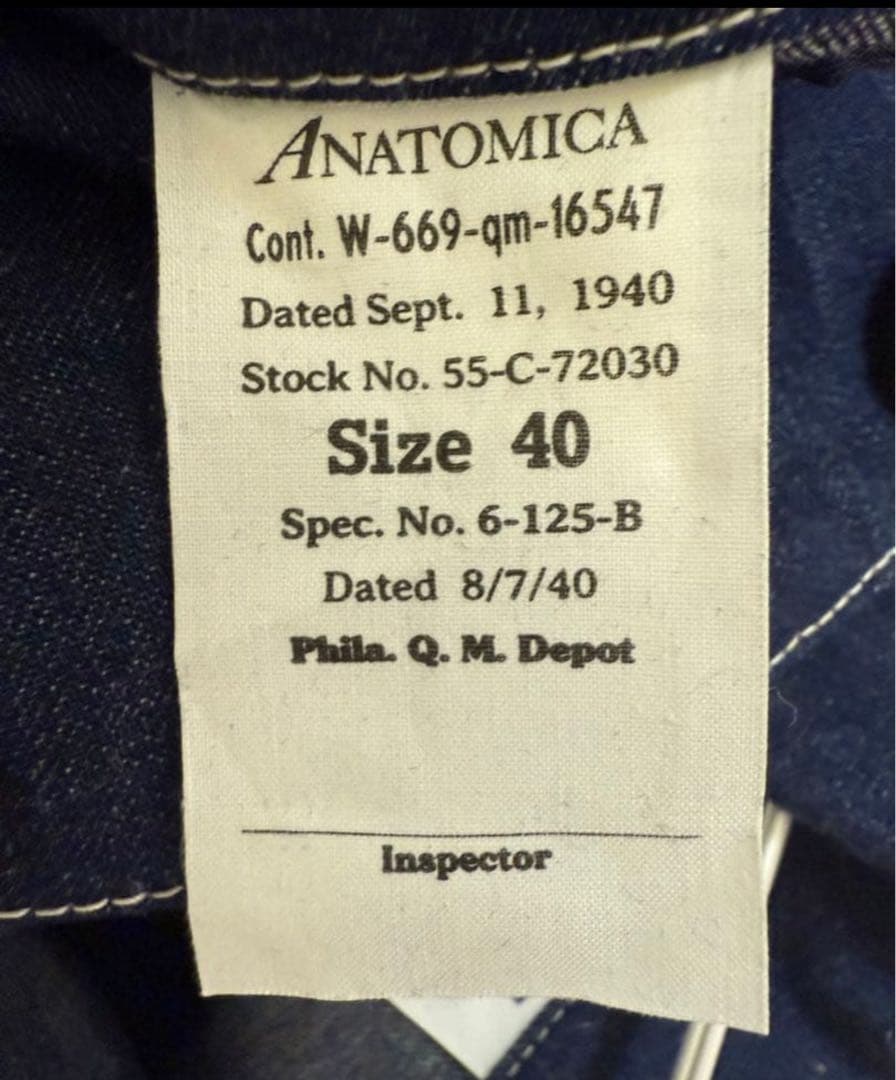 ANATOMICA
Cont. W-669-qm-16547
Dated Sept. 11, 1940
Stock No. 55-C-72030
Size 40
Spec. No. 6-125-B
Dated 8/7/40
Phila. Q. M. Depot
Inspector